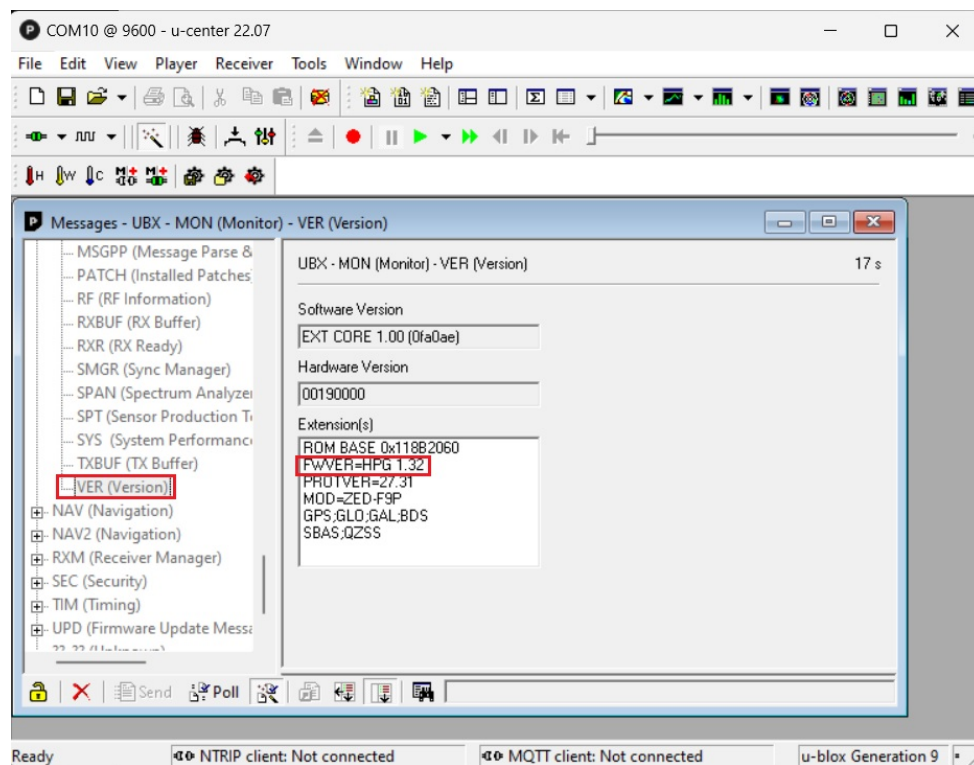 COM10 @ 9600 - u-center 22.07
File Edit View Player Receiver Tools Window Help
H W C
Messages - UBX - MON (Monitor) - VER (Version)
MSGPP (Message Parse &
PATCH (Installed Patches
RF (RF Information)
RXBUF (RX Buffer)
RXR (RX Ready)
SMGR (Sync Manager)
SPAN (Spectrum Analyzer
SPT (Sensor Production T
SYS (System Performance
TXBUF (TX Buffer)
VER (Version)
NAV (Navigation)
NAV2 (Navigation)
RXM (Receiver Manager)
SEC (Security)
TIM (Timing)
UPD (Firmware Update Messa
UBX - MON (Monitor) - VER (Version) 17 s
Software Version
EXT CORE 1.00 (0fa0ae)
Hardware Version
00190000
Extension(s)
ROM BASE 0x118B2060
FWVER=HPG 1.32
PROTVER=27.31
MOD=ZED-F9P
GPS;GLO;GAL;BDS
SBAS;QZSS
Send Poll
Ready NTRIP client: Not connected MQTT client: Not connected u-blox Generation 9